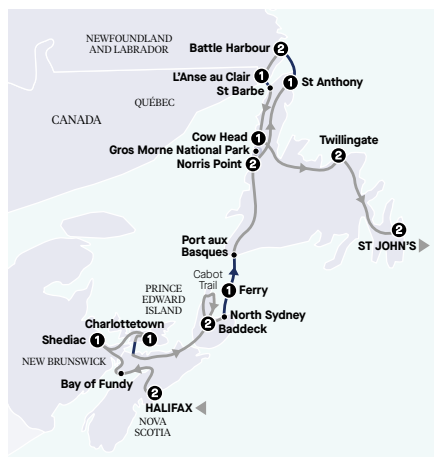 NEWFOUNDLAND
AND LABRADOR
Battle Harbour 2
L'Anse au Clair 1
1 St Anthony
St Barbe
QUÉBEC
CANADA
Cow Head 1
Gros Morne National Park
Norris Point 2
Twillingate
2
2
ST JOHN'S
Port aux
Basques
Cabot
Trail
PRINCE
EDWARD
ISLAND
1 Ferry
North Sydney
2 Baddeck
Charlottetown
1
Shediac 1
NEW BRUNSWICK
Bay of Fundy
2
HALIFAX
NOVA
SCOTIA